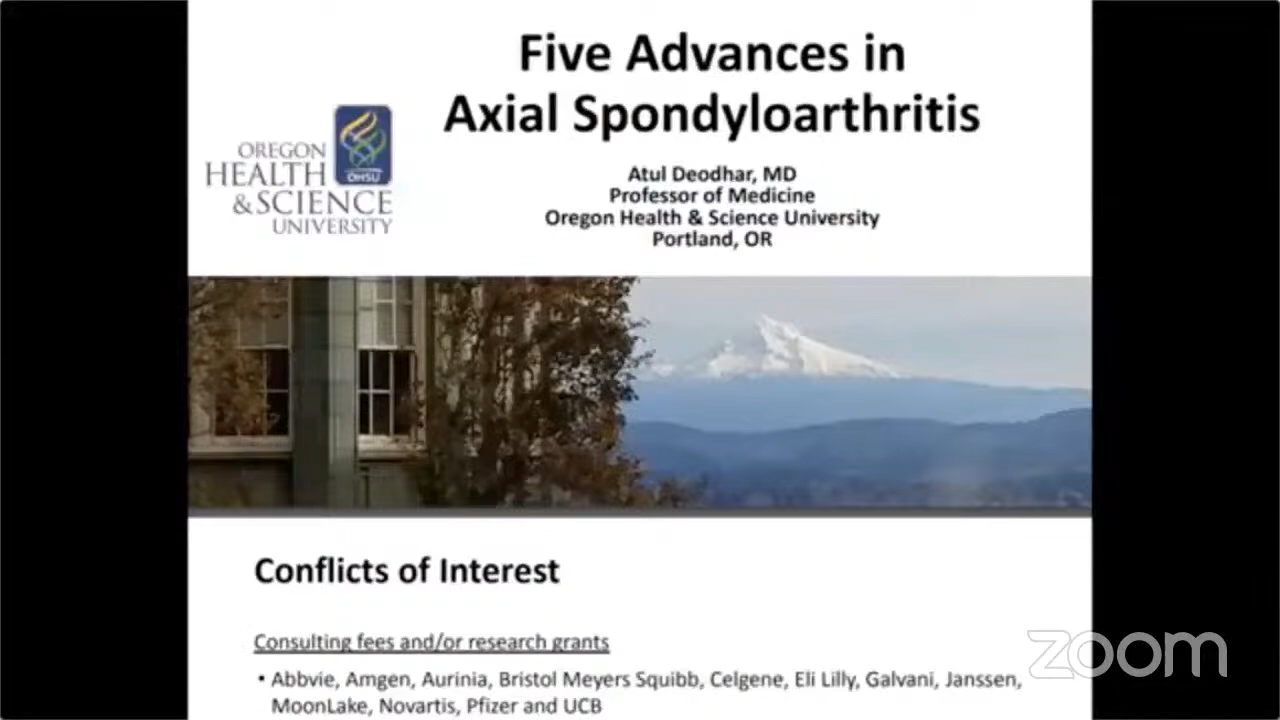 Five Advances in
Axial Spondyloarthritis
OREGON
HEALTH
&SCIENCE
UNIVERSITY
OHSU
Atul Deodhar, MD
Professor of Medicine
Oregon Health & Science University
Portland, OR
Conflicts of Interest
Consulting fees and/or research grants
• Abbvie, Amgen, Aurinia, Bristol Meyers Squibb, Celgene, Eli Lilly, Galvani, Janssen,
MoonLake, Novartis, Pfizer and UCB
zoom